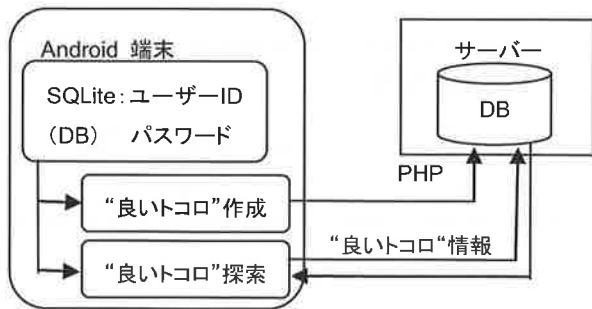 Android 端末
SQLite：ユーザーID
（DB） パスワード
“良いトコロ”作成
“良いトコロ”探索
サーバー
DB
PHP
“良いトコロ“情報